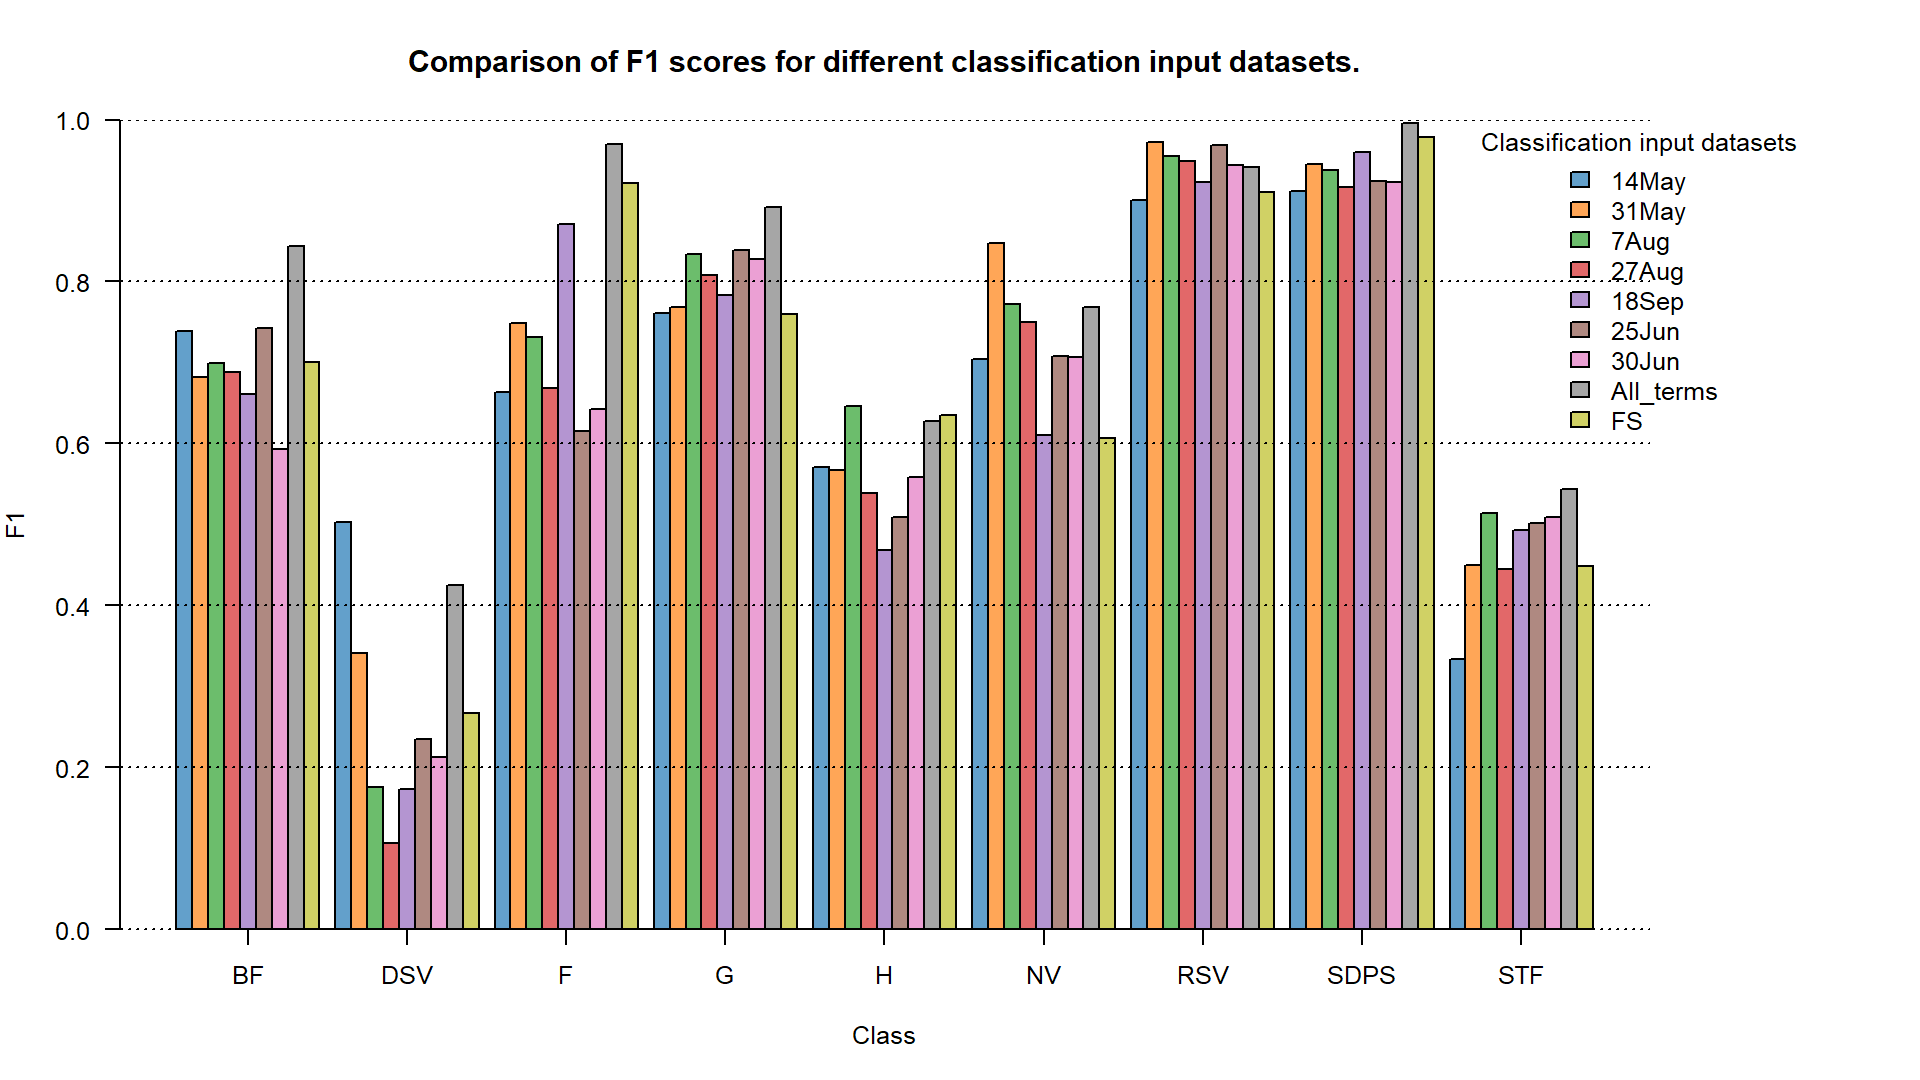 Comparison of F1 scores for different classification input datasets.
1.0
0.8
0.6
0.4
0.2
0.0
F1
Classification input datasets
14May
31May
7Aug
27Aug
18Sep
25Jun
30Jun
All_terms
FS
BF DSV F G H NV RSV SDPS STF
Class